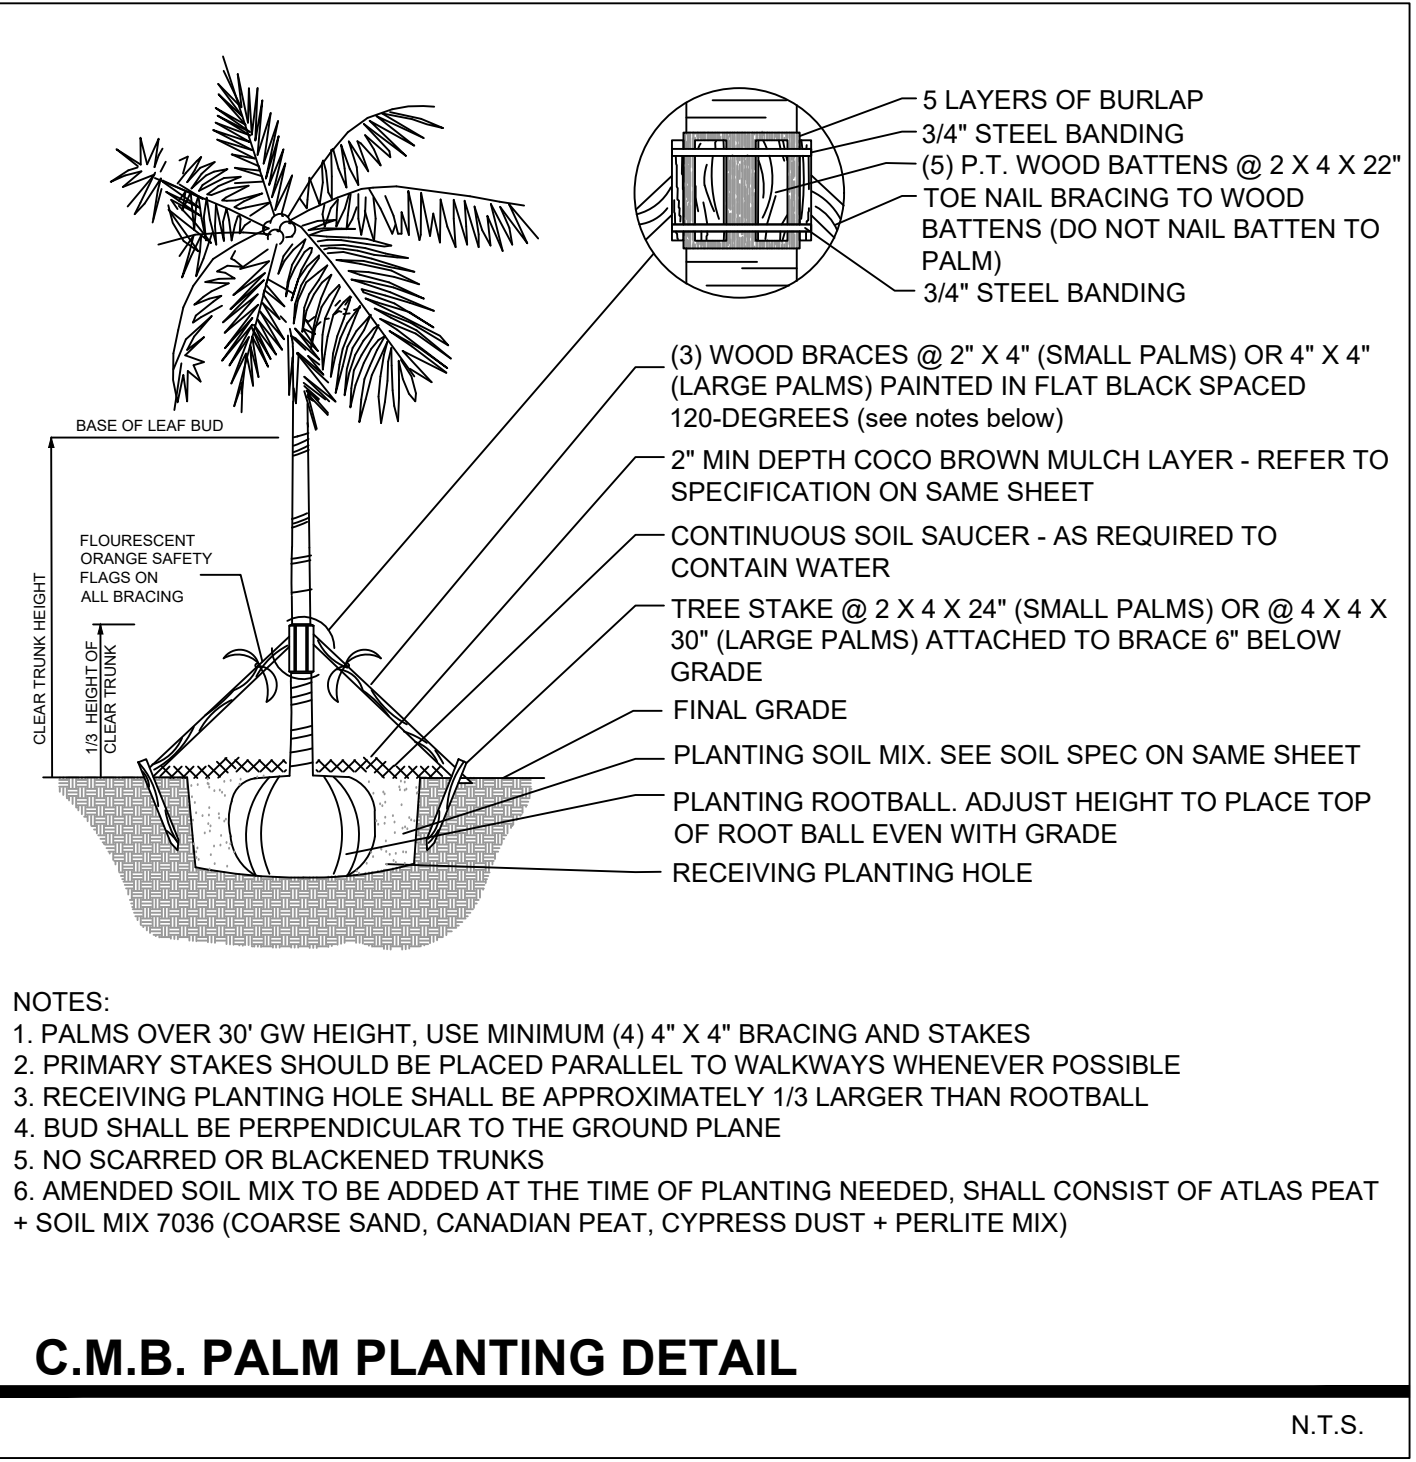 5 LAYERS OF BURLAP
3/4" STEEL BANDING
(5) P.T. WOOD BATTENS @ 2 X 4 X 22"
TOE NAIL BRACING TO WOOD
BATTENS (DO NOT NAIL BATTEN TO
PALM)
3/4" STEEL BANDING
(3) WOOD BRACES @ 2" X 4" (SMALL PALMS) OR 4" X 4"
(LARGE PALMS) PAINTED IN FLAT BLACK SPACED
120-DEGREES (see notes below)
2" MIN DEPTH COCO BROWN MULCH LAYER - REFER TO
SPECIFICATION ON SAME SHEET
CONTINUOUS SOIL SAUCER - AS REQUIRED TO
CONTAIN WATER
TREE STAKE @ 2 X 4 X 24" (SMALL PALMS) OR @ 4 X 4 X
30" (LARGE PALMS) ATTACHED TO BRACE 6" BELOW
GRADE
FINAL GRADE
PLANTING SOIL MIX. SEE SOIL SPEC ON SAME SHEET
PLANTING ROOTBALL. ADJUST HEIGHT TO PLACE TOP
OF ROOT BALL EVEN WITH GRADE
RECEIVING PLANTING HOLE
BASE OF LEAF BUD
FLOURESCENT
ORANGE SAFETY
FLAGS ON
ALL BRACING
CLEAR TRUNK HEIGHT
1/3 HEIGHT OF
CLEAR TRUNK
NOTES:
1. PALMS OVER 30' GW HEIGHT, USE MINIMUM (4) 4" X 4" BRACING AND STAKES
2. PRIMARY STAKES SHOULD BE PLACED PARALLEL TO WALKWAYS WHENEVER POSSIBLE
3. RECEIVING PLANTING HOLE SHALL BE APPROXIMATELY 1/3 LARGER THAN ROOTBALL
4. BUD SHALL BE PERPENDICULAR TO THE GROUND PLANE
5. NO SCARRED OR BLACKENED TRUNKS
6. AMENDED SOIL MIX TO BE ADDED AT THE TIME OF PLANTING NEEDED, SHALL CONSIST OF ATLAS PEAT
+ SOIL MIX 7036 (COARSE SAND, CANADIAN PEAT, CYPRESS DUST + PERLITE MIX)
C.M.B. PALM PLANTING DETAIL
N.T.S.